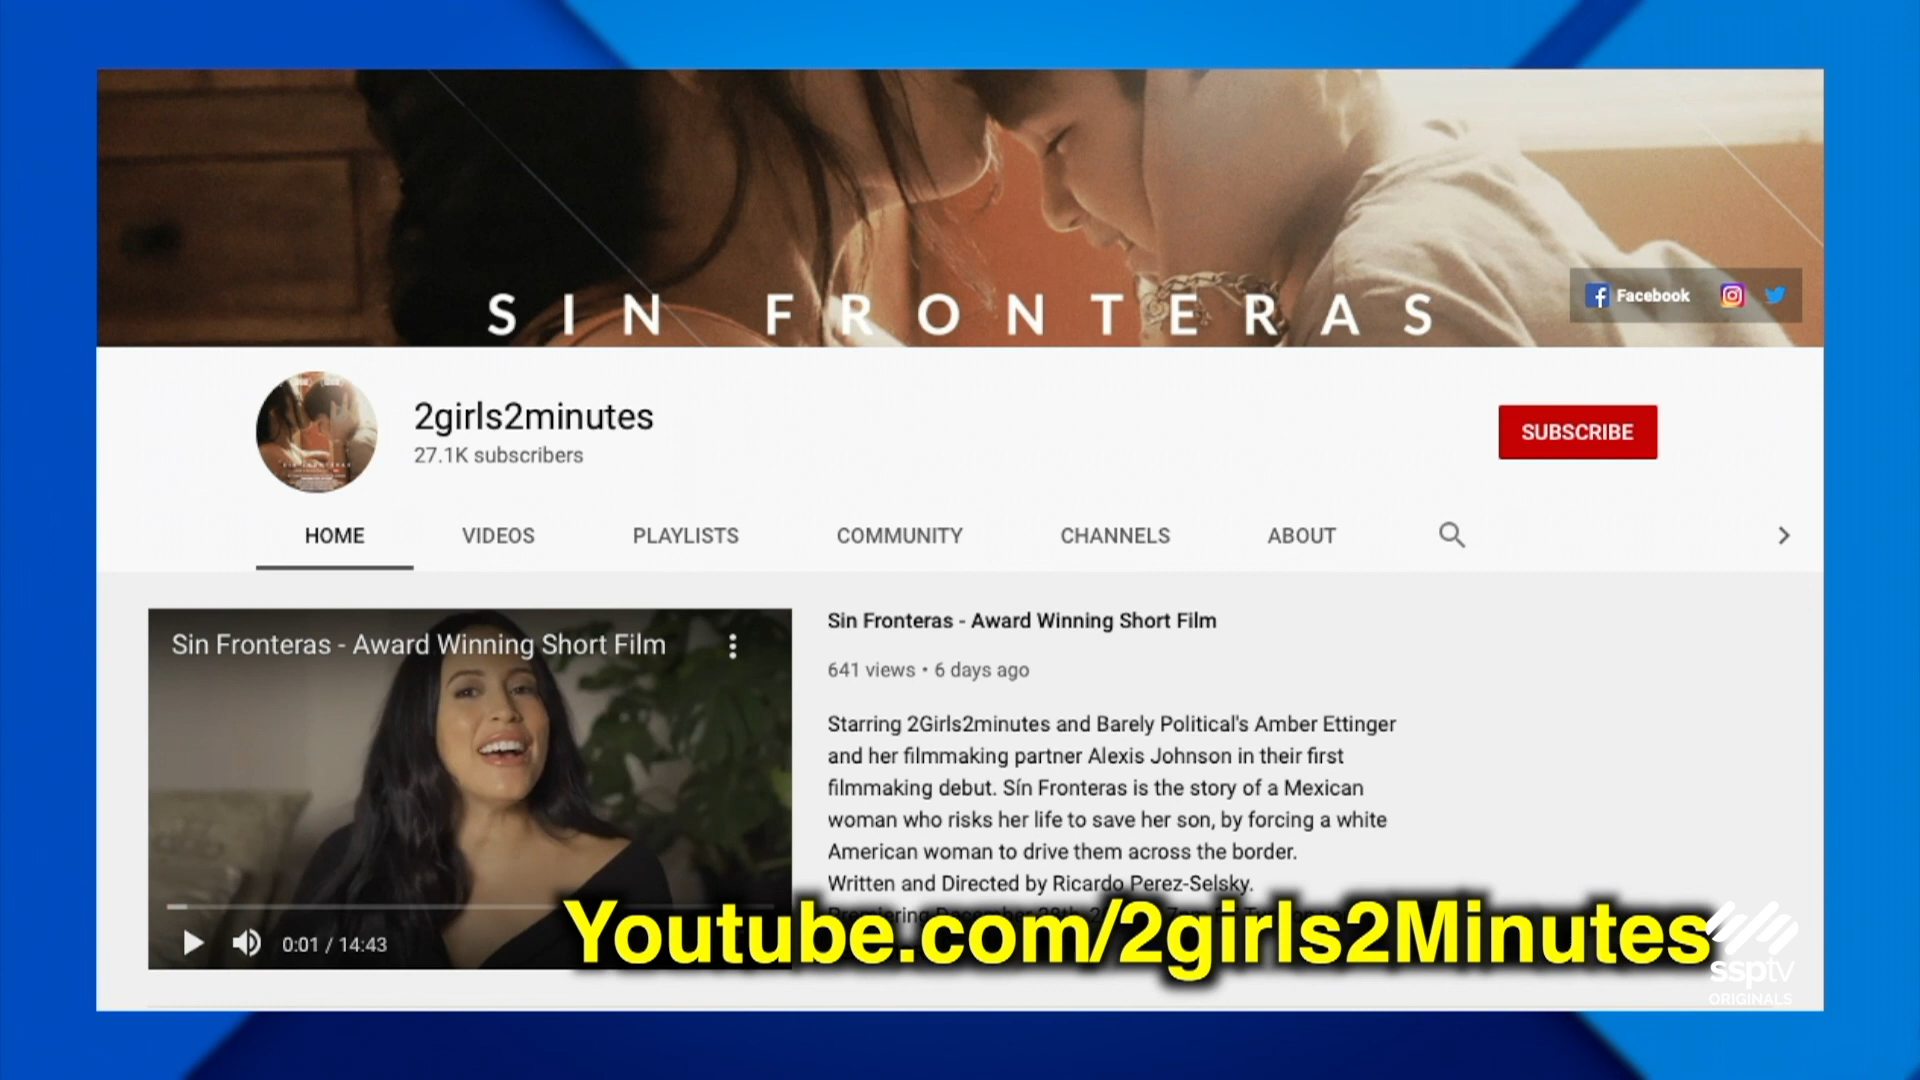 SIN FRONTERAS
Facebook
2girls2minutes
27.1K subscribers
SUBSCRIBE
HOME VIDEOS PLAYLISTS COMMUNITY CHANNELS ABOUT
Sin Fronteras - Award Winning Short Film
0:01 / 14:43
Sin Fronteras - Award Winning Short Film
641 views • 6 days ago
Starring 2Girls2minutes and Barely Political's Amber Ettinger
and her filmmaking partner Alexis Johnson in their first
filmmaking debut. Sín Fronteras is the story of a Mexican
woman who risks her life to save her son, by forcing a white
American woman to drive them across the border.
Written and Directed by Ricardo Perez-Selsky.
Youtube.com/2girls2Minutes
ssptv
ORIGINALS